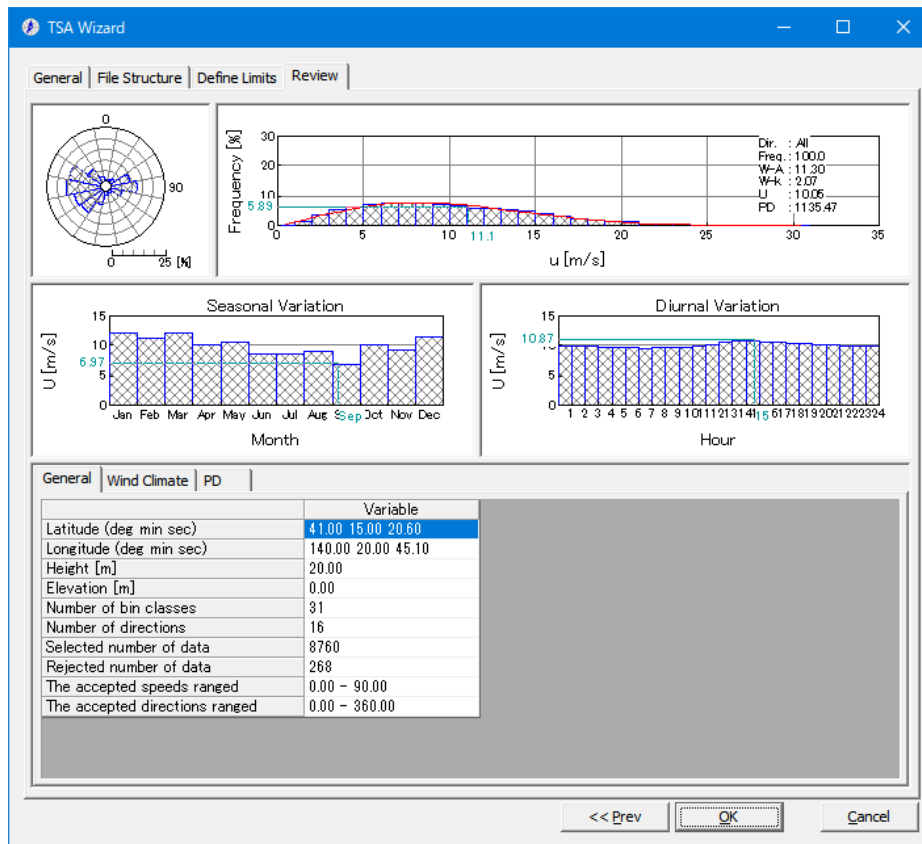 TSA Wizard
General File Structure Define Limits Review
0
90
0 25 [%]
Frequency [%]
30
20
10
5.89
0
0 5 10 11.1 15 20 25 30 35
u [m/s]
Dir. : All
Freq. : 100.0
W-A : 11.30
W-k : 2.07
U : 10.05
PD : 1135.47
Seasonal Variation
U [m/s]
15
10
6.97
5
0
Jan Feb Mar Apr May Jun Jul Aug Sep Oct Nov Dec
Month
Diurnal Variation
U [m/s]
15
10.87
10
5
0
1 2 3 4 5 6 7 8 9 10 11 12 13 14 15 16 17 18 19 20 21 22 23 24
Hour
General Wind Climate PD
Variable
Latitude (deg min sec) 41.00 15.00 20.60
Longitude (deg min sec) 140.00 20.00 45.10
Height [m] 20.00
Elevation [m] 0.00
Number of bin classes 31
Number of directions 16
Selected number of data 8760
Rejected number of data 268
The accepted speeds ranged 0.00 - 90.00
The accepted directions ranged 0.00 - 360.00
<< Prev OK Cancel